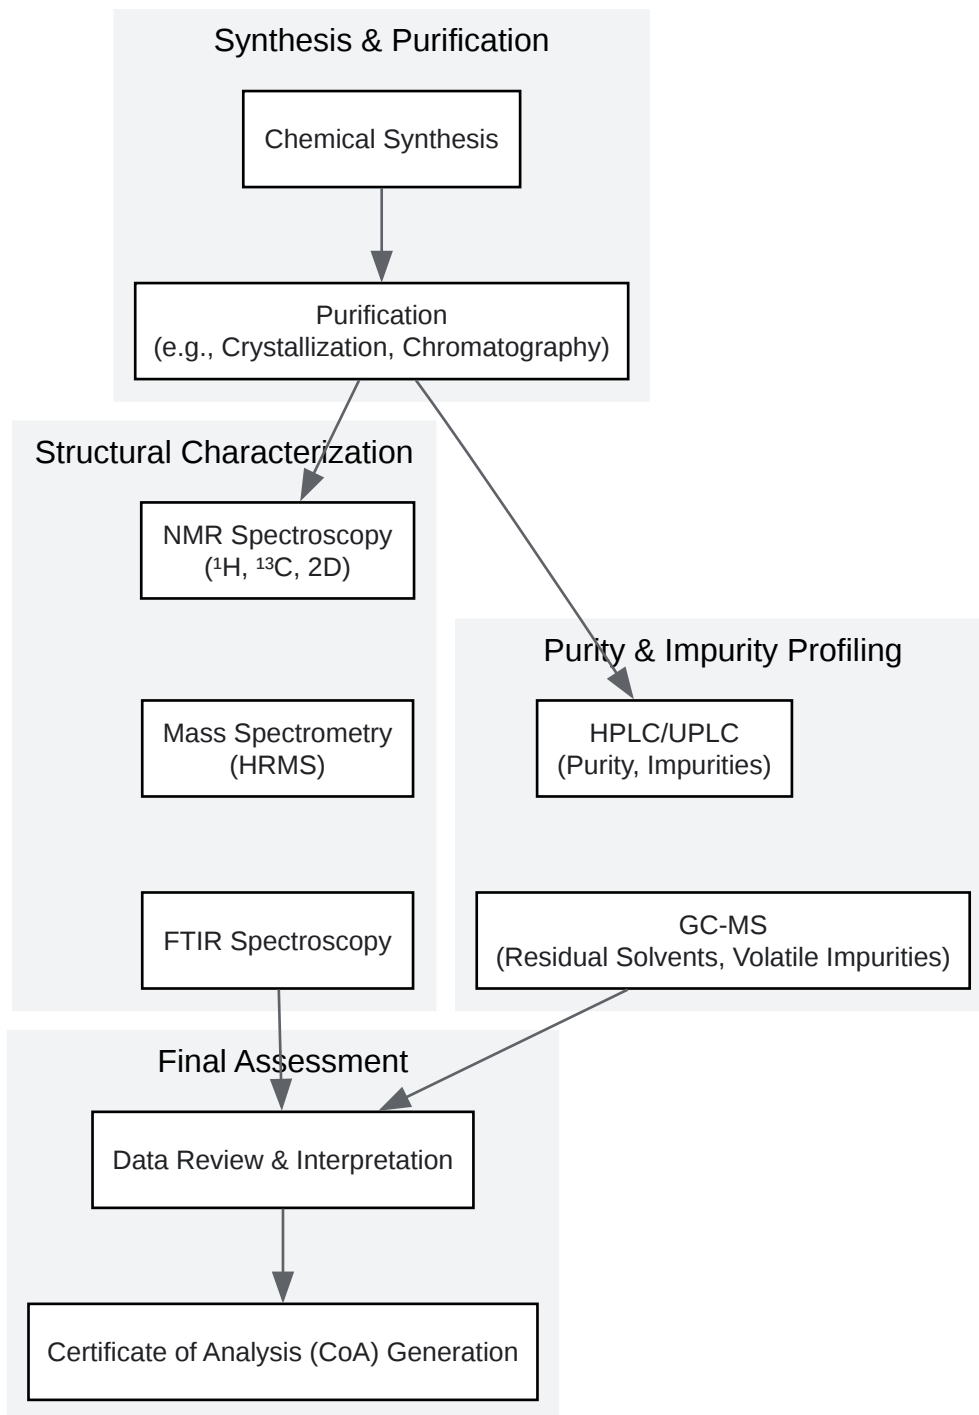 Synthesis & Purification
Chemical Synthesis
Purification
(e.g., Crystallization, Chromatography)
Structural Characterization
NMR Spectroscopy
(¹H, ¹³C, 2D)
Mass Spectrometry
(HRMS)
FTIR Spectroscopy
Purity & Impurity Profiling
HPLC/UPLC
(Purity, Impurities)
GC-MS
(Residual Solvents, Volatile Impurities)
Final Assessment
Data Review & Interpretation
Certificate of Analysis (CoA) Generation